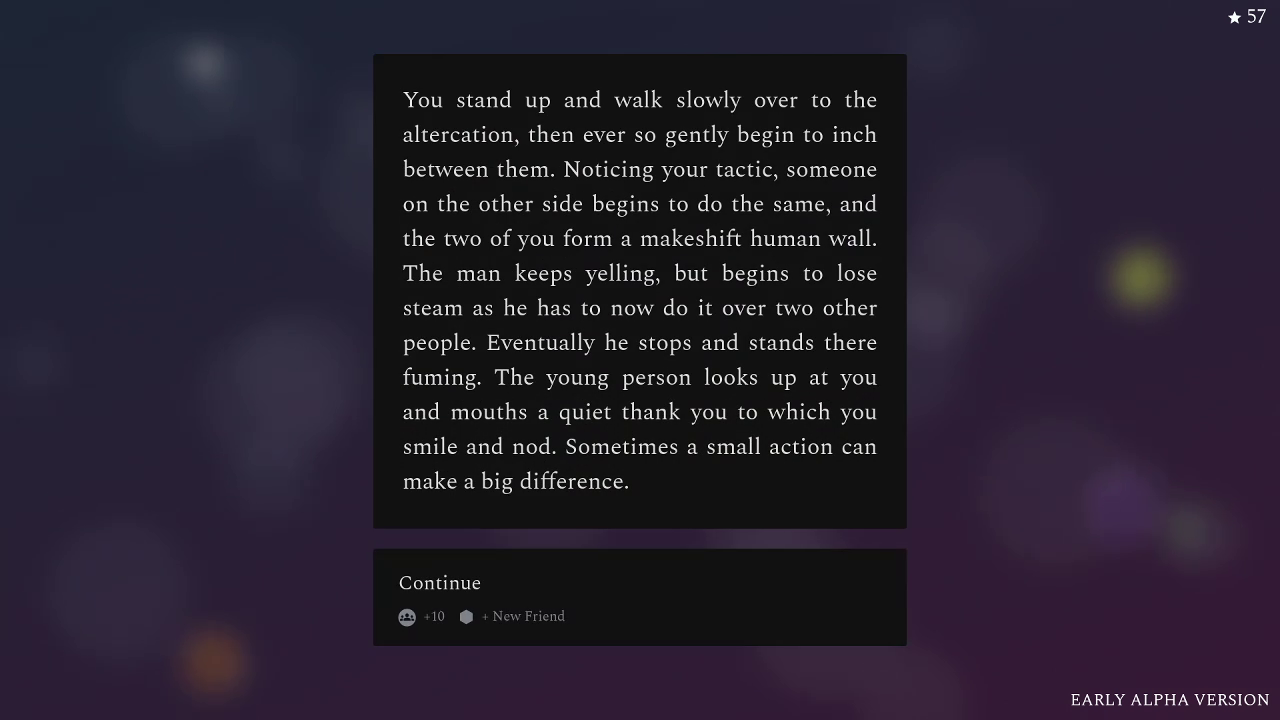 57
You stand up and walk slowly over to the
altercation, then ever so gently begin to inch
between them. Noticing your tactic, someone
on the other side begins to do the same, and
the two of you form a makeshift human wall.
The man keeps yelling, but begins to lose
steam as he has to now do it over two other
people. Eventually he stops and stands there
fuming. The young person looks up at you
and mouths a quiet thank you to which you
smile and nod. Sometimes a small action can
make a big difference.
Continue
+10 + New Friend
EARLY ALPHA VERSION